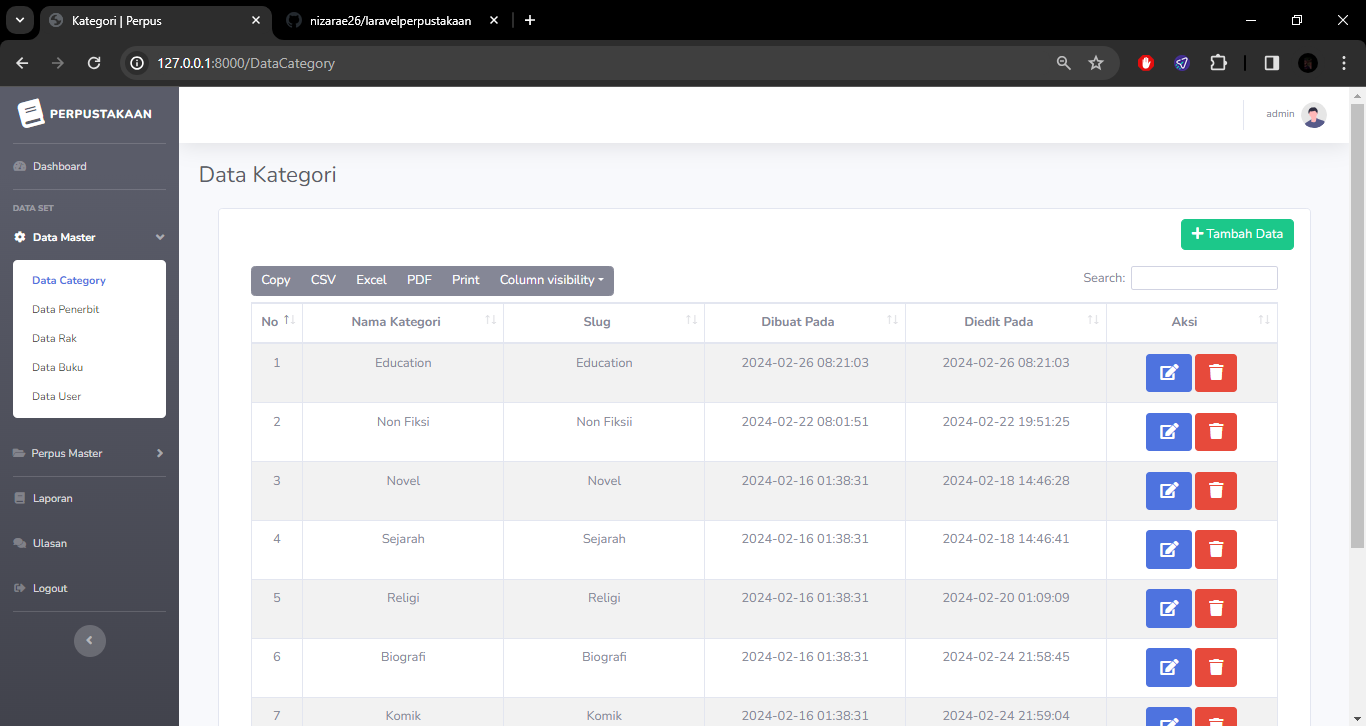 Kategori | Perpus
nizarae26/laravelperpustakaan
127.0.0.1:8000/DataCategory
PERPUSTAKAAN
admin
Dashboard
DATA SET
Data Master
Data Category
Data Penerbit
Data Rak
Data Buku
Data User
Perpus Master
Laporan
Ulasan
Logout
Data Kategori
Tambah Data
Copy CSV Excel PDF Print Column visibility
Search:
No Nama Kategori Slug Dibuat Pada Diedit Pada Aksi
1 Education Education 2024-02-26 08:21:03 2024-02-26 08:21:03
2 Non Fiksi Non Fiksii 2024-02-22 08:01:51 2024-02-22 19:51:25
3 Novel Novel 2024-02-16 01:38:31 2024-02-18 14:46:28
4 Sejarah Sejarah 2024-02-16 01:38:31 2024-02-18 14:46:41
5 Religi Religi 2024-02-16 01:38:31 2024-02-20 01:09:09
6 Biografi Biografi 2024-02-16 01:38:31 2024-02-24 21:58:45
7 Komik Komik 2024-02-16 01:38:31 2024-02-24 21:59:04